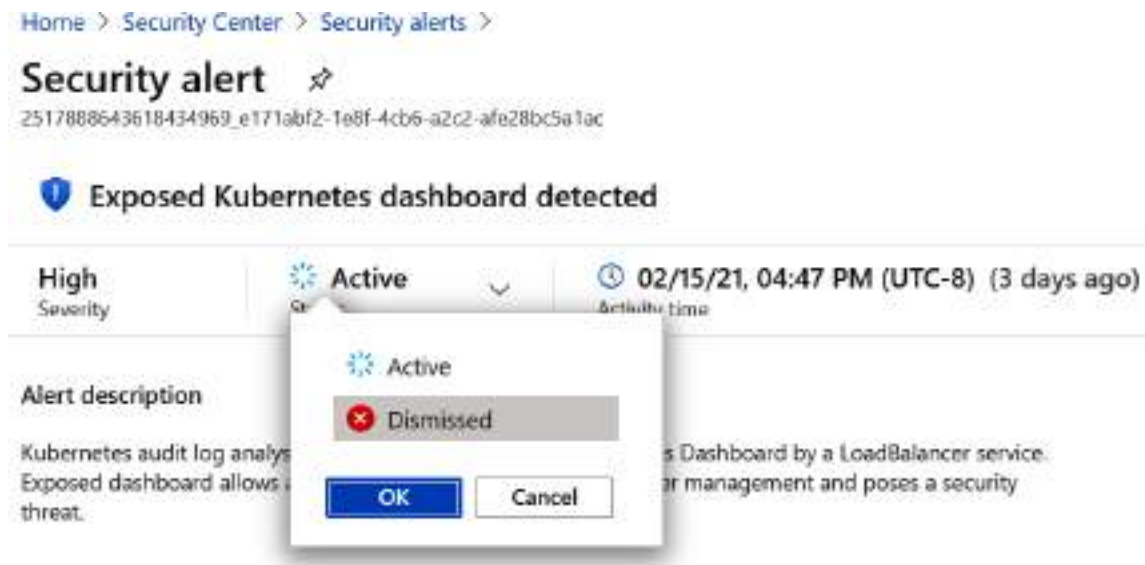 Home > Security Center > Security alerts >
Security alert
2517888643618434969_e171abf2-1e8f-4cb6-a2c2-afe28bc5a1ac
Exposed Kubernetes dashboard detected
High
Severity
Active
02/15/21, 04:47 PM (UTC-8) (3 days ago)
Activity time
Active
Dismissed
OK Cancel
Alert description
Kubernetes audit log s Dashboard by a LoadBalancer service.
Exposed dashboard allows management and poses a security
threat.